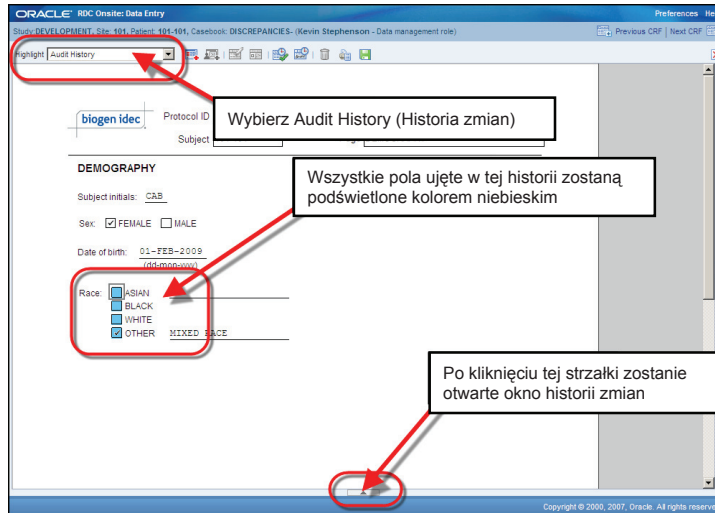 ORACLE RDC Onsite: Data Entry Preferences He
Study: DEVELOPMENT, Site: 101, Patient: 101-101, Casebook: DISCREPANCIES- (Kevin Stephenson - Data management role) Previous CRF Next CRF
Highlight Audit History
Wybierz Audit History (Historia zmian)
biogen idec Protocol ID
Subject
DEMOGRAPHY
Wszystkie pola ujęte w tej historii zostaną
podświetlone kolorem niebieskim
Subject initials: CAB
Sex: FEMALE MALE
Date of birth: 01-FEB-2009
(dd-mon-yyyy)
Race: ASIAN
BLACK
WHITE
OTHER MIXED RACE
Po kliknięciu tej strzałki zostanie
otwarte okno historii zmian
Copyright © 2000, 2007, Oracle. All rights reserve